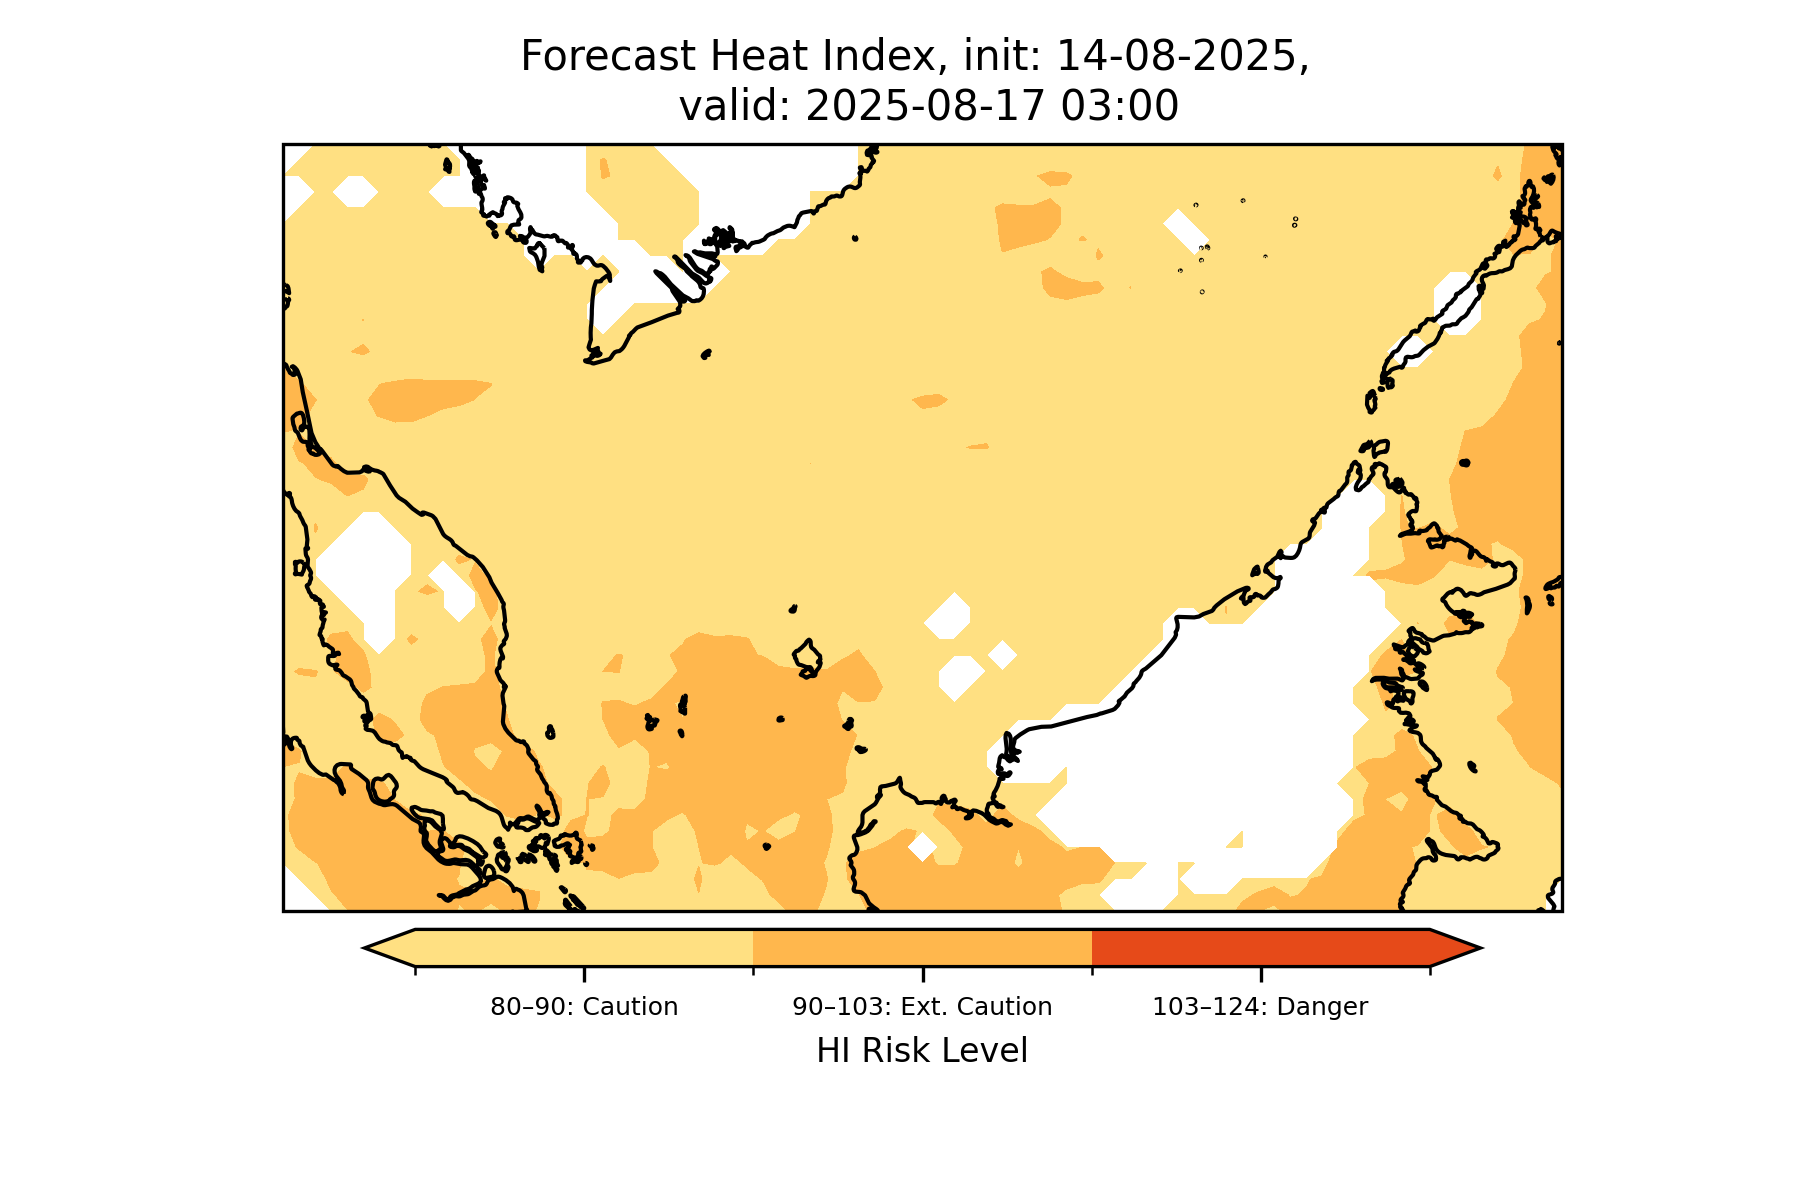 Forecast Heat Index, init: 14-08-2025,
valid: 2025-08-17 03:00
80–90: Caution
90–103: Ext. Caution
103–124: Danger
HI Risk Level